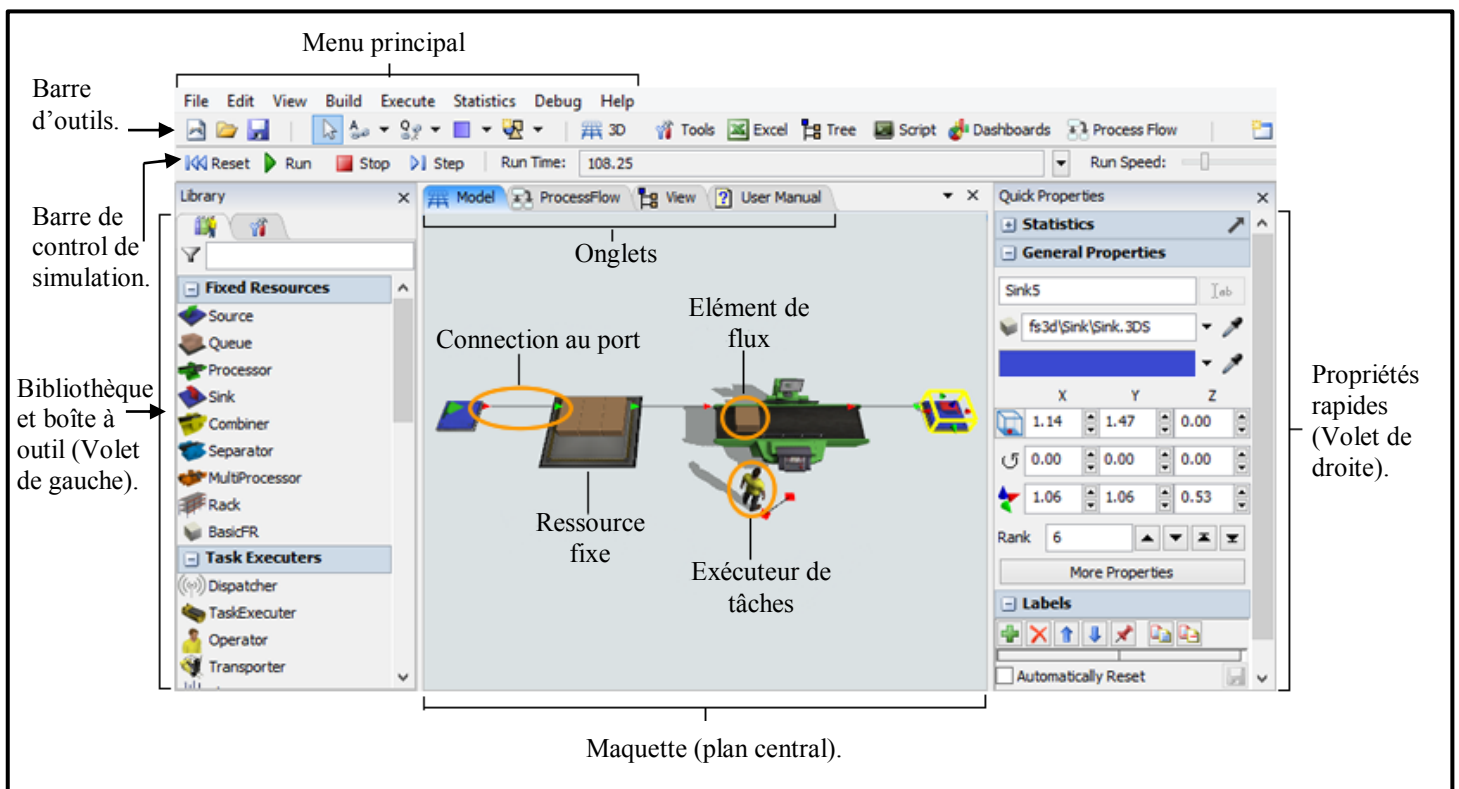 Menu principal
Barre
d’outils.
File Edit View Build Execute Statistics Debug Help
3D Tools Excel Tree Script Dashboards Process Flow
Reset Run Stop Step Run Time: 108.25 Run Speed:
Barre de
control de
simulation.
Bibliothèque
et boîte à
outil (Volet
de gauche).
Library
Fixed Resources
Source
Queue
Processor
Sink
Combiner
Separator
MultiProcessor
Rack
BasicFR
Task Executers
Dispatcher
TaskExecuter
Operator
Transporter
Model ProcessFlow View User Manual
Onglets
Connection au port
Elément de
flux
Ressource
fixe
Exécuteur de
tâches
Quick Properties
Statistics
General Properties
Sink5
fs3d\Sink\Sink.3DS
X Y Z
1.14 1.47 0.00
0.00 0.00 0.00
1.06 1.06 0.53
Rank 6
More Properties
Labels
Automatically Reset
Propriétés
rapides
(Volet de
droite).
Maquette (plan central).